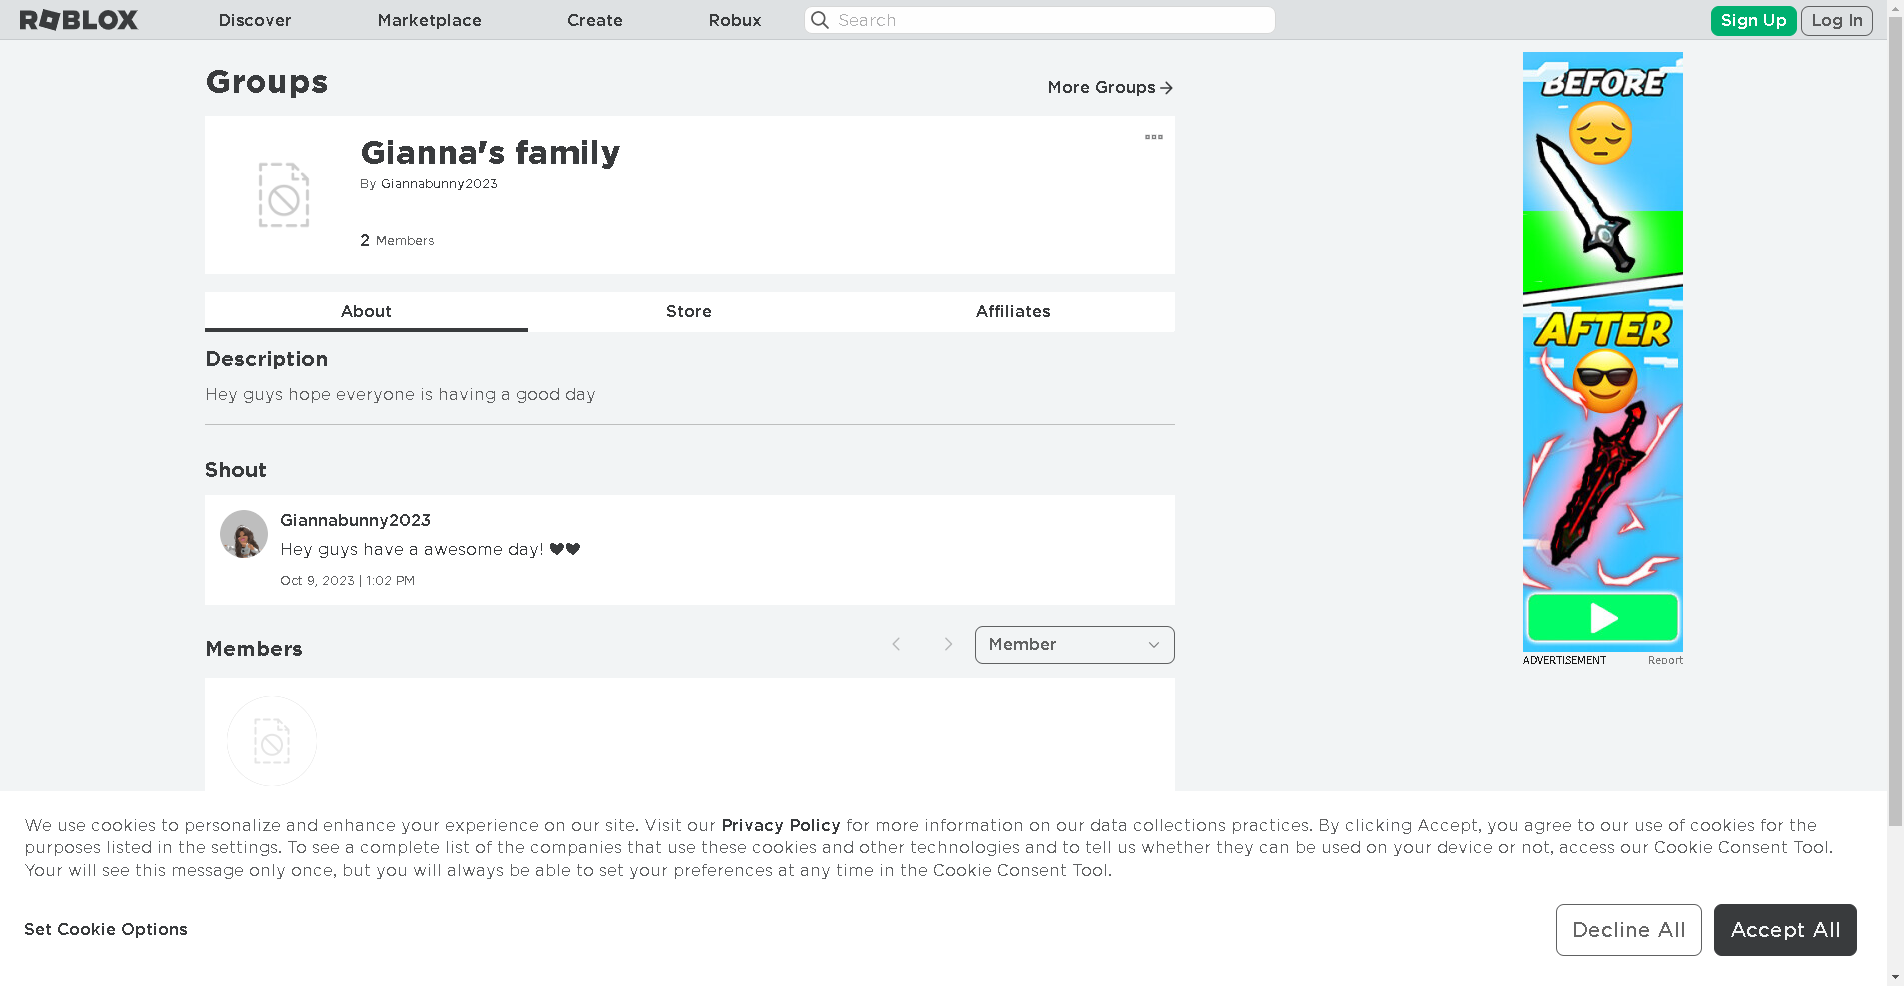 ROBLOX Discover Marketplace Create Robux Search Sign Up Log In
Groups
More Groups
Gianna's family
By Giannabunny2023
2 Members
About Store Affiliates
Description
Hey guys hope everyone is having a good day
Shout
Giannabunny2023
Hey guys have a awesome day! 🖤🖤
Oct 9, 2023 | 1:02 PM
Members
Member
BEFORE
AFTER
ADVERTISEMENT Report
We use cookies to personalize and enhance your experience on our site. Visit our Privacy Policy for more information on our data collections practices. By clicking Accept, you agree to our use of cookies for the
purposes listed in the settings. To see a complete list of the companies that use these cookies and other technologies and to tell us whether they can be used on your device or not, access our Cookie Consent Tool.
Your will see this message only once, but you will always be able to set your preferences at any time in the Cookie Consent Tool.
Set Cookie Options
Decline All Accept All